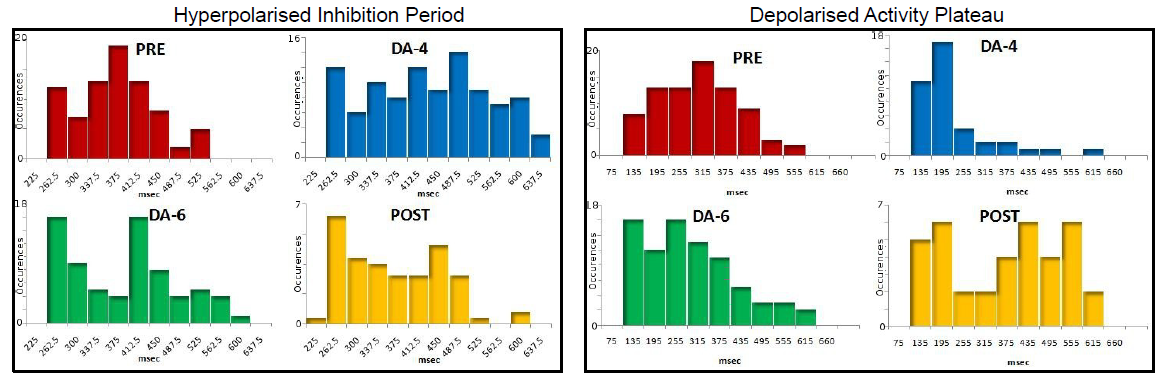 Hyperpolarised Inhibition Period
Depolarised Activity Plateau
20
PRE
Occurences
0
225 262.5 300 337.5 375 412.5 450 487.5 525 562.5 600 637.5
msec
16
DA-4
Occurences
0
225 262.5 300 337.5 375 412.5 450 487.5 525 562.5 600 637.5
msec
18
DA-6
Occurences
0
225 262.5 300 337.5 375 412.5 450 487.5 525 562.5 600 637.5
7
POST
Occurences
0
225 262.5 300 337.5 375 412.5 450 487.5 525 562.5 600 637.5
msec
20
PRE
Occurences
0
75 135 195 255 315 375 435 495 555 615 660
msec
18
DA-4
Occurences
0
75 135 195 255 315 375 435 495 555 615 660
msec
18
DA-6
Occurences
0
75 135 195 255 315 375 435 495 555 615 660
msec
7
POST
Occurences
0
75 135 195 255 315 375 435 495 555 615 660
msec